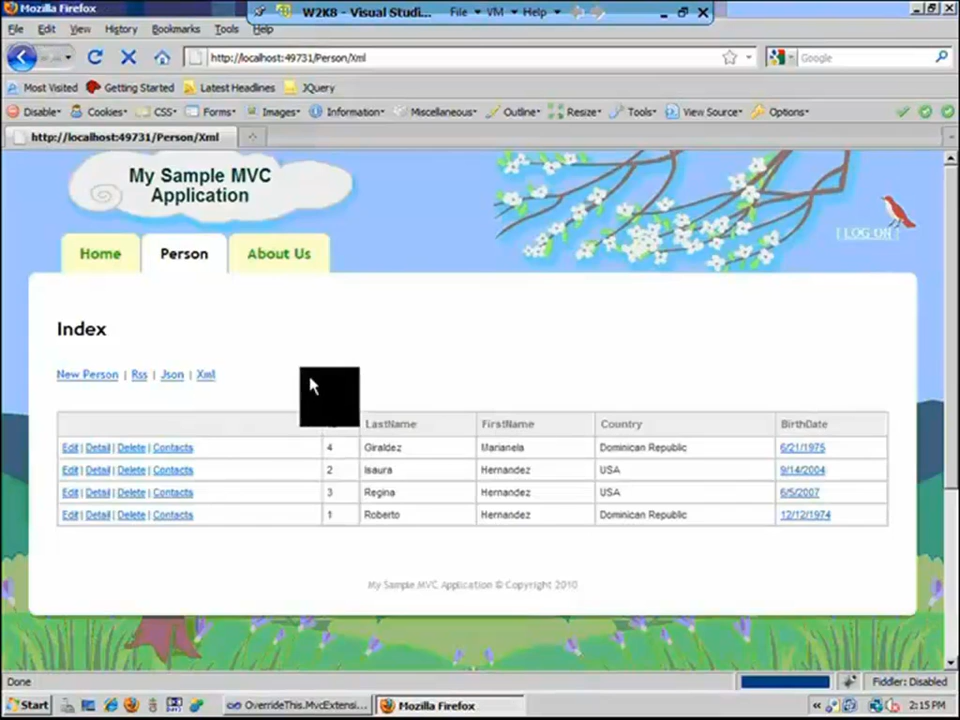 Mozilla Firefox
W2K8 - Visual Studi... File VM Help
File Edit View History Bookmarks Tools Help
http://localhost:49731/Person/Xml
Google
Most Visited Getting Started Latest Headlines JQuery
Disable Cookies CSS Forms Images Information Miscellaneous Outline Resize Tools View Source Options
http://localhost:49731/Person/Xml
My Sample MVC
Application
[ LOG ON ]
Home Person About Us
Index
New Person | Rss | Json | Xml
LastName FirstName Country BirthDate
Edit | Detail | Delete | Contacts 4 Giraldez Marianela Dominican Republic 6/21/1975
Edit | Detail | Delete | Contacts 2 Isaura Hernandez USA 9/14/2004
Edit | Detail | Delete | Contacts 3 Regina Hernandez USA 6/5/2007
Edit | Detail | Delete | Contacts 1 Roberto Hernandez Dominican Republic 12/12/1974
My Sample MVC Application © Copyright 2010
Done Fiddler: Disabled
Start OverrideThis.MvcExtensi... Mozilla Firefox 2:15 PM